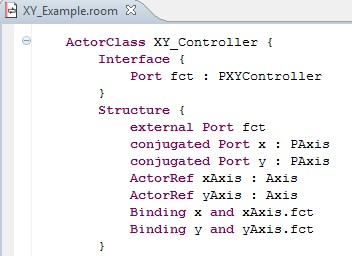 XY_Example.room
ActorClass XY_Controller {
Interface {
Port fct : PXYController
}
Structure {
external Port fct
conjugated Port x : PAxis
conjugated Port y : PAxis
ActorRef xAxis : Axis
ActorRef yAxis : Axis
Binding x and xAxis.fct
Binding y and yAxis.fct
}